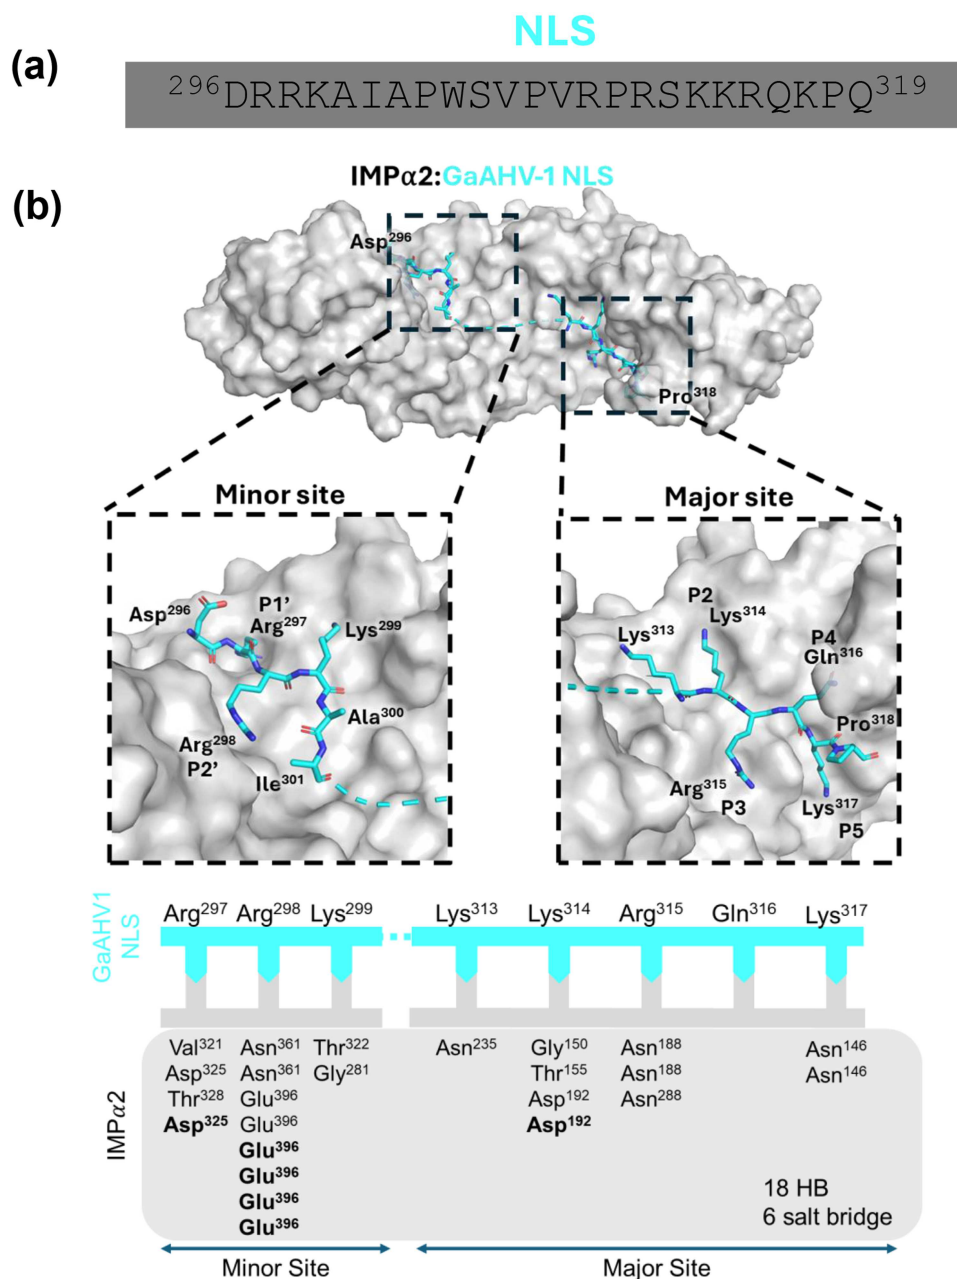 NLS
(a)
²⁹⁶DRRKAIAPWSVPVRPRSKKRQKPQ³¹⁹
(b)
IMPα2:GaAHV-1 NLS
Asp²⁹⁶
Pro³¹⁸
Minor site
Major site
Asp²⁹⁶
P1’
Arg²⁹⁷
Lys²⁹⁹
Ala³⁰⁰
Arg²⁹⁸
P2’
Ile³⁰¹
P2
Lys³¹⁴
Lys³¹³
P4
Gln³¹⁶
Pro³¹⁸
Arg³¹⁵
P3
Lys³¹⁷
P5
GaAHV1
NLS
Arg²⁹⁷ Arg²⁹⁸ Lys²⁹⁹ Lys³¹³ Lys³¹⁴ Arg³¹⁵ Gln³¹⁶ Lys³¹⁷
IMPα2
Val³²¹ Asn³⁶¹ Thr³²² Asn²³⁵ Gly¹⁵⁰ Asn¹⁸⁸ Asn¹⁴⁶
Asp³²⁵ Asn³⁶¹ Gly²⁸¹ Thr¹⁵⁵ Asn¹⁸⁸ Asn¹⁴⁶
Thr³²⁸ Glu³⁹⁶ Asp¹⁹² Asn²⁸⁸
Asp³²⁵ Glu³⁹⁶ Asp¹⁹²
Glu³⁹⁶
Glu³⁹⁶
Glu³⁹⁶
Glu³⁹⁶
18 HB
6 salt bridge
Minor Site
Major Site